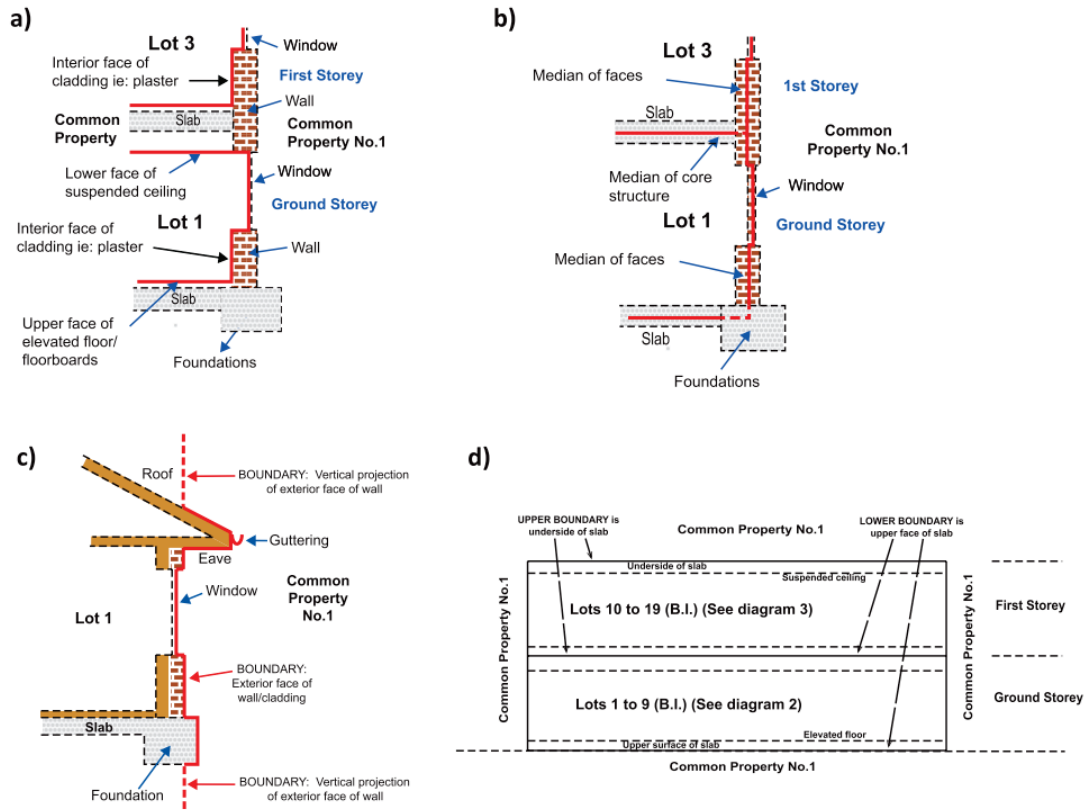 a)
Lot 3
Window
Interior face of
cladding ie: plaster
First Storey
Wall
Common
Property
Slab
Common
Property No.1
Lower face of
suspended ceiling
Window
Ground Storey
Lot 1
Interior face of
cladding ie: plaster
Wall
Slab
Upper face of
elevated floor/
floorboards
Foundations
b)
Lot 3
Median of faces
1st Storey
Slab
Common
Property No.1
Median of core
structure
Window
Lot 1
Ground Storey
Median of faces
Slab
Foundations
c)
Roof
BOUNDARY: Vertical projection
of exterior face of wall
Guttering
Eave
Window
Common
Property
No.1
Lot 1
BOUNDARY:
Exterior face of
wall/cladding
Slab
Foundation
BOUNDARY: Vertical projection
of exterior face of wall
d)
UPPER BOUNDARY is
underside of slab
Common Property No.1
LOWER BOUNDARY is
upper face of slab
Underside of slab
Suspended ceiling
Lots 10 to 19 (B.I.) (See diagram 3)
First Storey
Common Property No.1
Common Property No.1
Lots 1 to 9 (B.I.) (See diagram 2)
Ground Storey
Elevated floor
Upper surface of slab
Common Property No.1